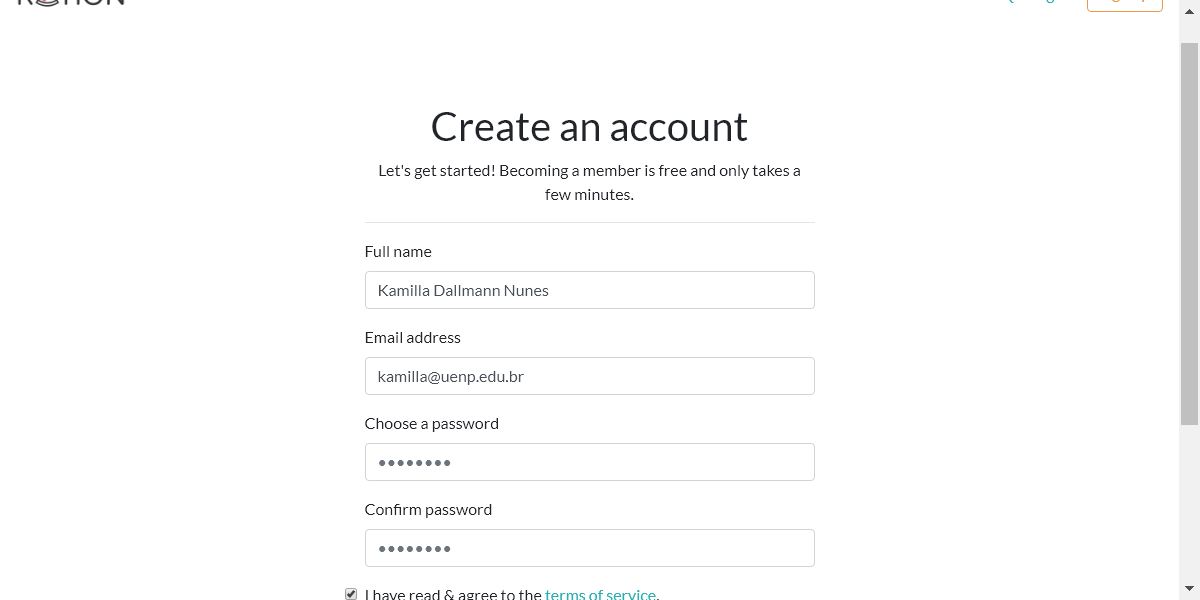 Create an account
Let's get started! Becoming a member is free and only takes a
few minutes.
Full name
Kamilla Dallmann Nunes
Email address
kamilla@uenp.edu.br
Choose a password
••••••••
Confirm password
••••••••
I have read & agree to the terms of service.